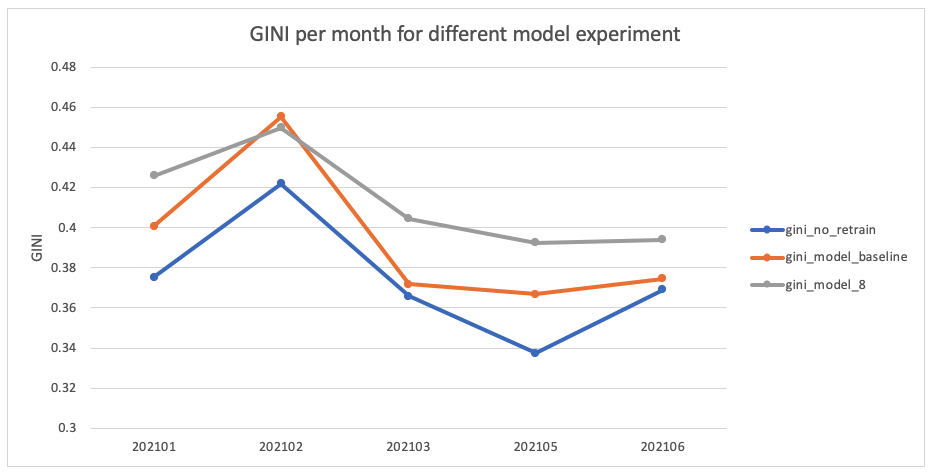 GINI per month for different model experiment
0.48
0.46
0.44
0.42
0.4
0.38
0.36
0.34
0.32
0.3
GINI
202101 202102 202103 202105 202106
gini_no_retrain
gini_model_baseline
gini_model_8